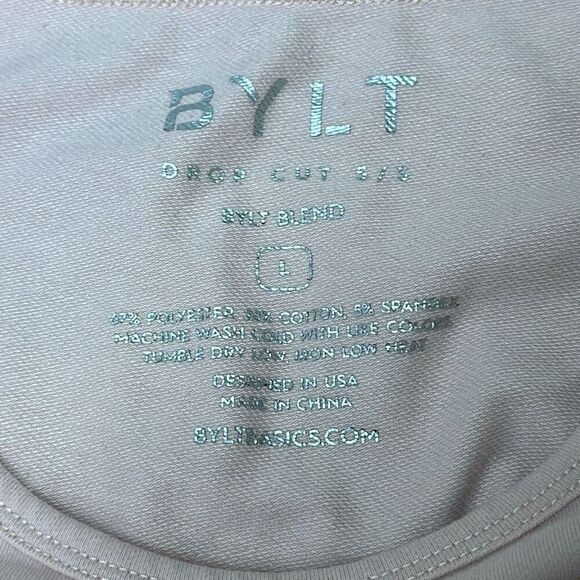 BYLT
DROP CUT S/S
BYLT BLEND
L
POLYESTER, COTTON, SPANDEX
MACHINE WASH COLD WITH LIKE COLORS
TUMBLE DRY LOW, IRON LOW HEAT
DESIGNED IN USA
MADE IN CHINA
BYLTBASICS.COM